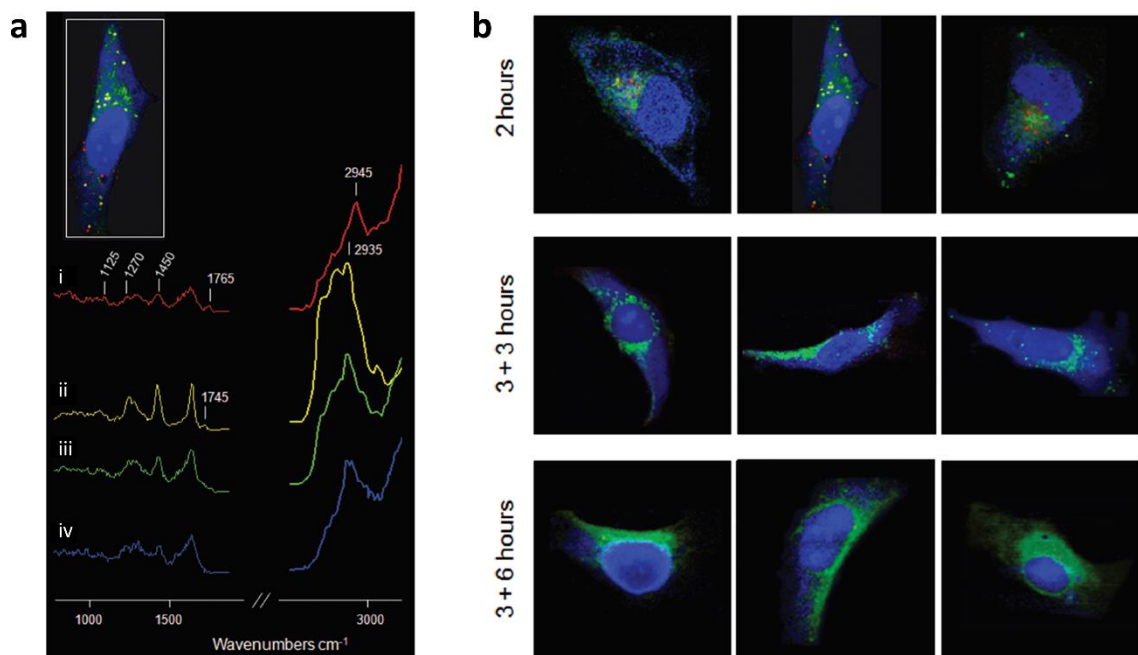 a
2945
2935
i
1125
1270
1450
1765
ii
1745
iii
iv
1000
1500
//
3000
Wavenumbers cm-1
b
2 hours
3 + 3 hours
3 + 6 hours